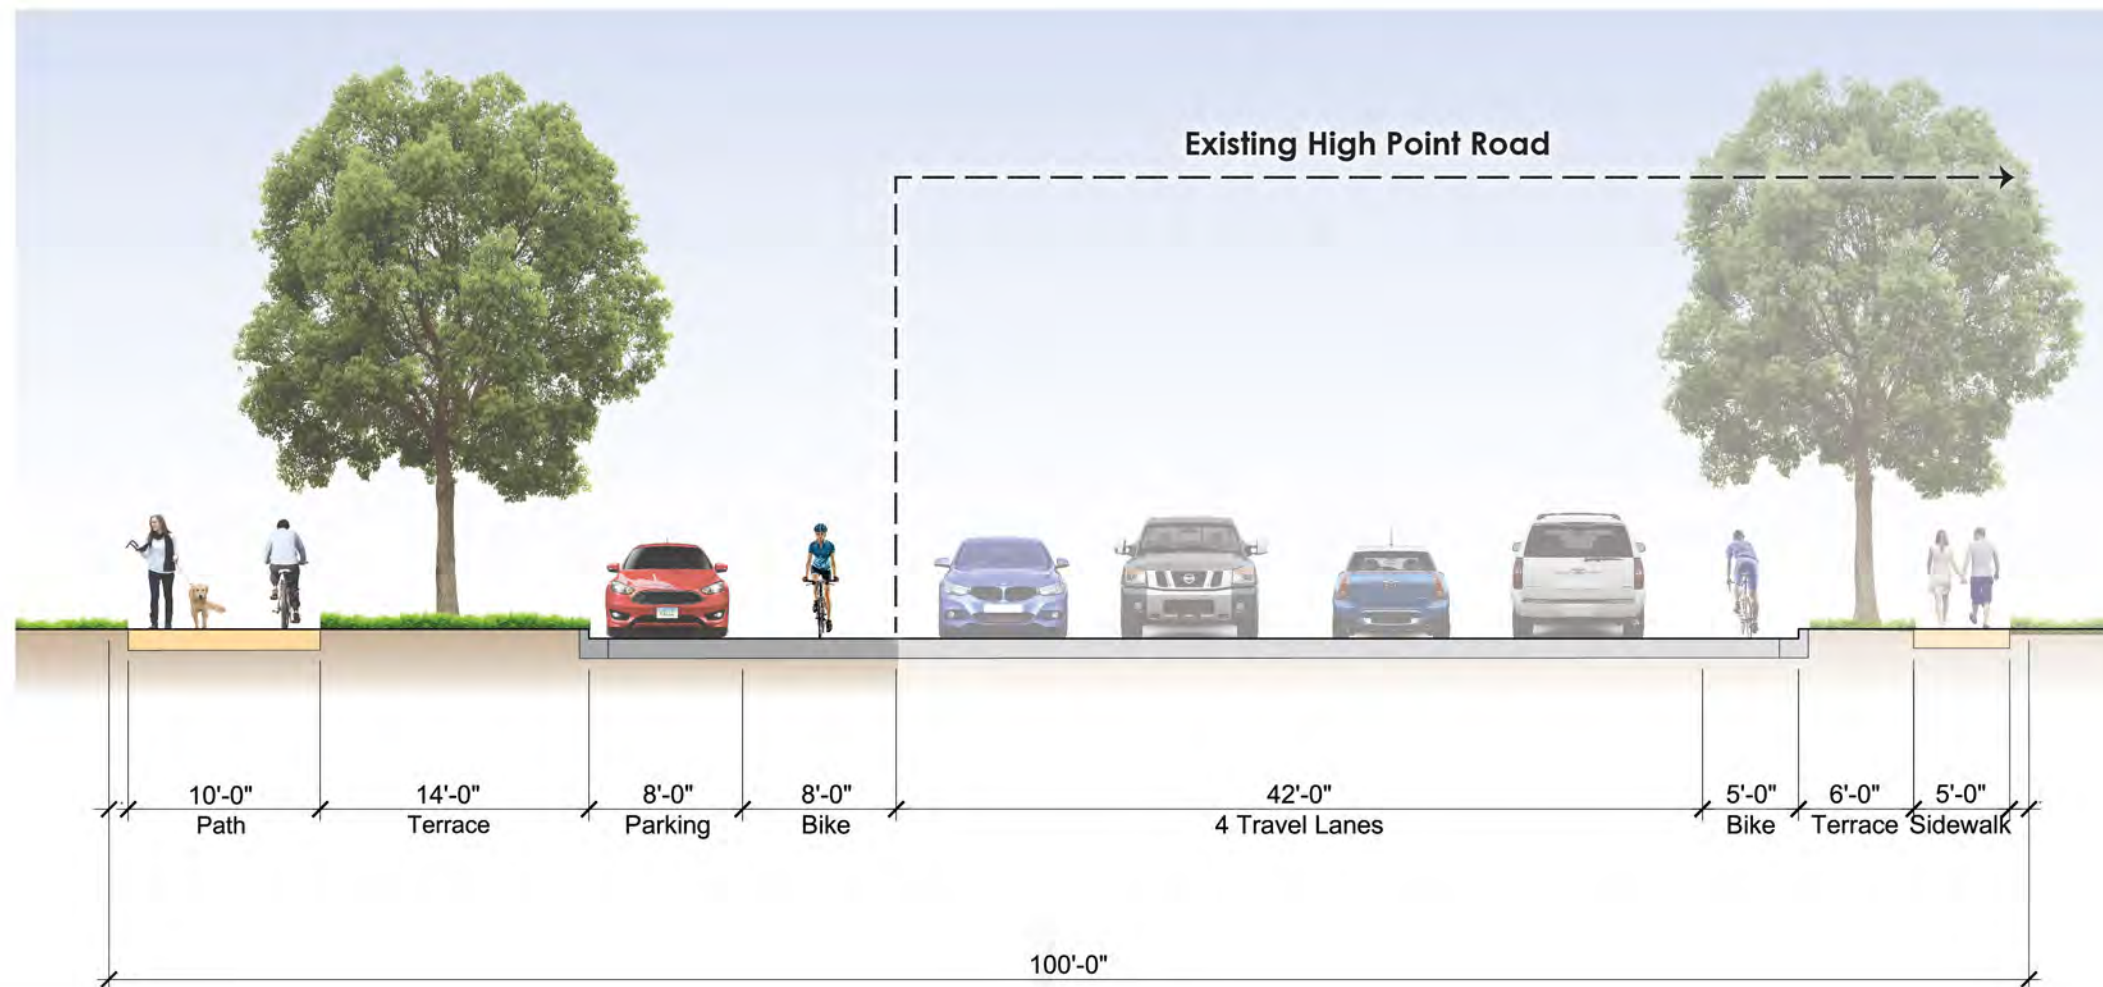 Existing High Point Road
10'-0" 14'-0" 8'-0" 8'-0" 42'-0" 5'-0" 6'-0" 5'-0"
Path Terrace Parking Bike 4 Travel Lanes Bike Terrace Sidewalk
100'-0"